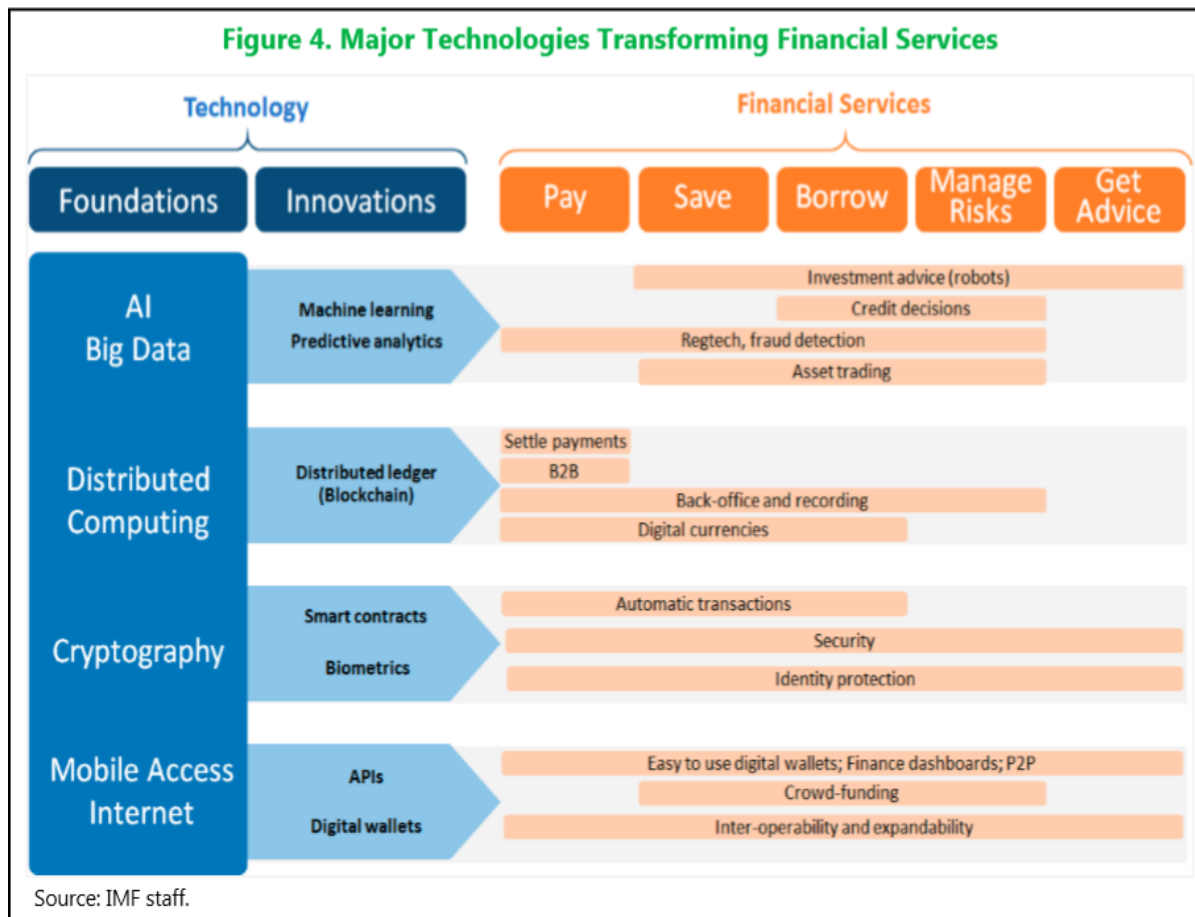 Figure 4. Major Technologies Transforming Financial Services
Technology
Financial Services
Foundations
Innovations
Pay
Save
Borrow
Manage
Risks
Get
Advice
AI
Big Data
Machine learning
Predictive analytics
Investment advice (robots)
Credit decisions
Regtech, fraud detection
Asset trading
Distributed
Computing
Distributed ledger
(Blockchain)
Settle payments
B2B
Back-office and recording
Digital currencies
Cryptography
Smart contracts
Biometrics
Automatic transactions
Security
Identity protection
Mobile Access
Internet
APIs
Digital wallets
Easy to use digital wallets; Finance dashboards; P2P
Crowd-funding
Inter-operability and expandability
Source: IMF staff.